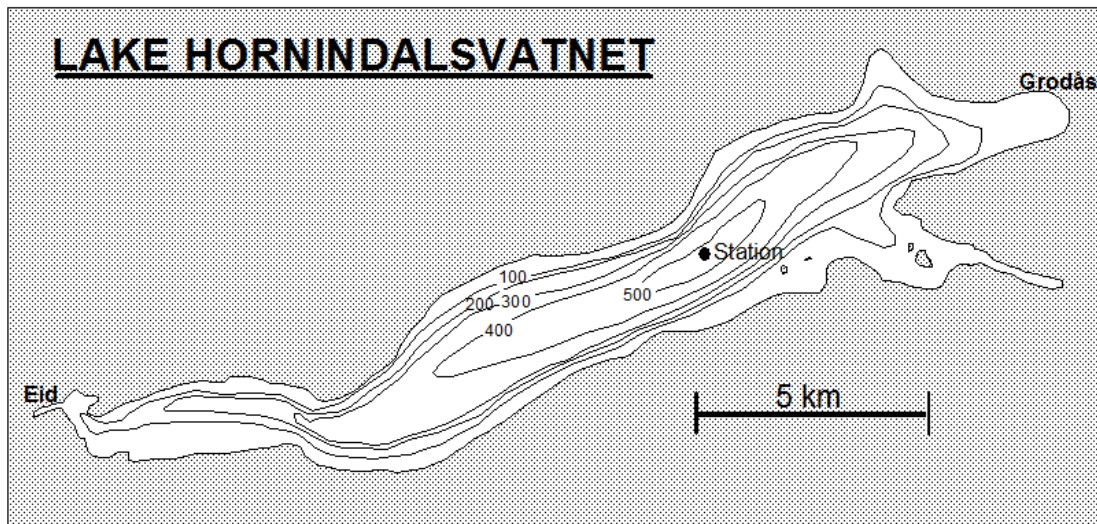 LAKE HORNINDALSVATNET
Grodås
Station
100
200 300
500
400
Eid
5 km